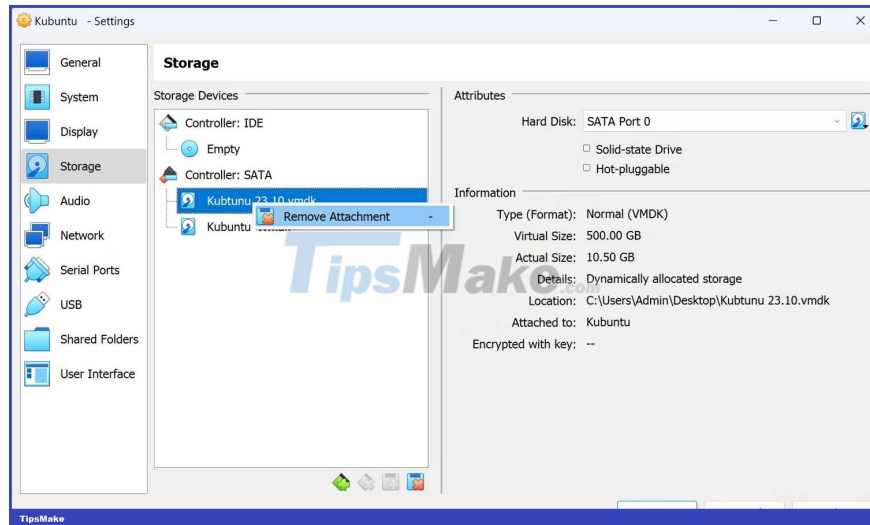 Kubuntu - Settings
General
System
Display
Storage
Audio
Network
Serial Ports
USB
Shared Folders
User Interface
Storage
Storage Devices
Controller: IDE
Empty
Controller: SATA
Kubtunu 23.10.vmdk
Remove Attachment -
Kubuntu
Attributes
Hard Disk: SATA Port 0
Solid-state Drive
Hot-pluggable
Information
Type (Format): Normal (VMDK)
Virtual Size: 500.00 GB
Actual Size: 10.50 GB
Details: Dynamically allocated storage
Location: C:\Users\Admin\Desktop\Kubtunu 23.10.vmdk
Attached to: Kubuntu
Encrypted with key: --
TipsMake.com
TipsMake